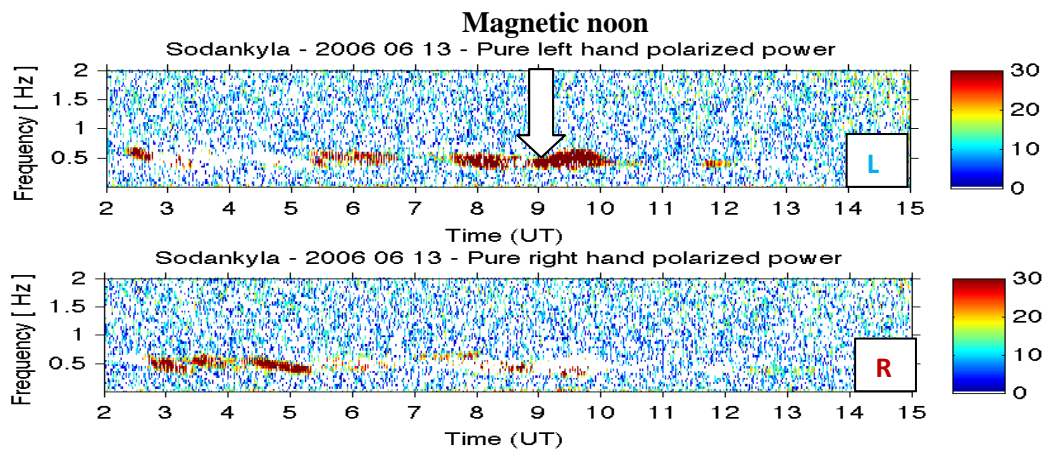 Magnetic noon
Sodankyla - 2006 06 13 - Pure left hand polarized power
Frequency [Hz]
2
1.5
1
0.5
L
30
20
10
0
2 3 4 5 6 7 8 9 10 11 12 13 14 15
Time (UT)
Sodankyla - 2006 06 13 - Pure right hand polarized power
Frequency [Hz]
2
1.5
1
0.5
R
30
20
10
0
2 3 4 5 6 7 8 9 10 11 12 13 14 15
Time (UT)